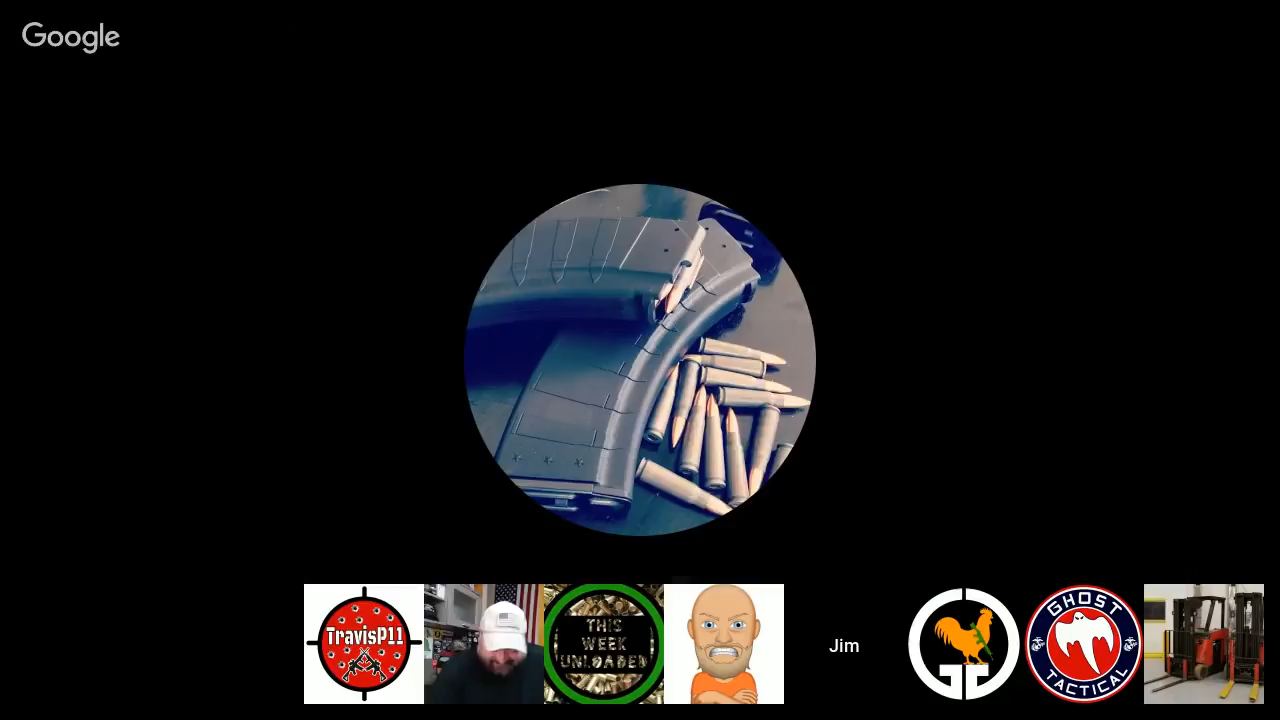 Google
TravisP11
THIS
WEEK
UNLOADED
Jim
GHOST
TACTICAL